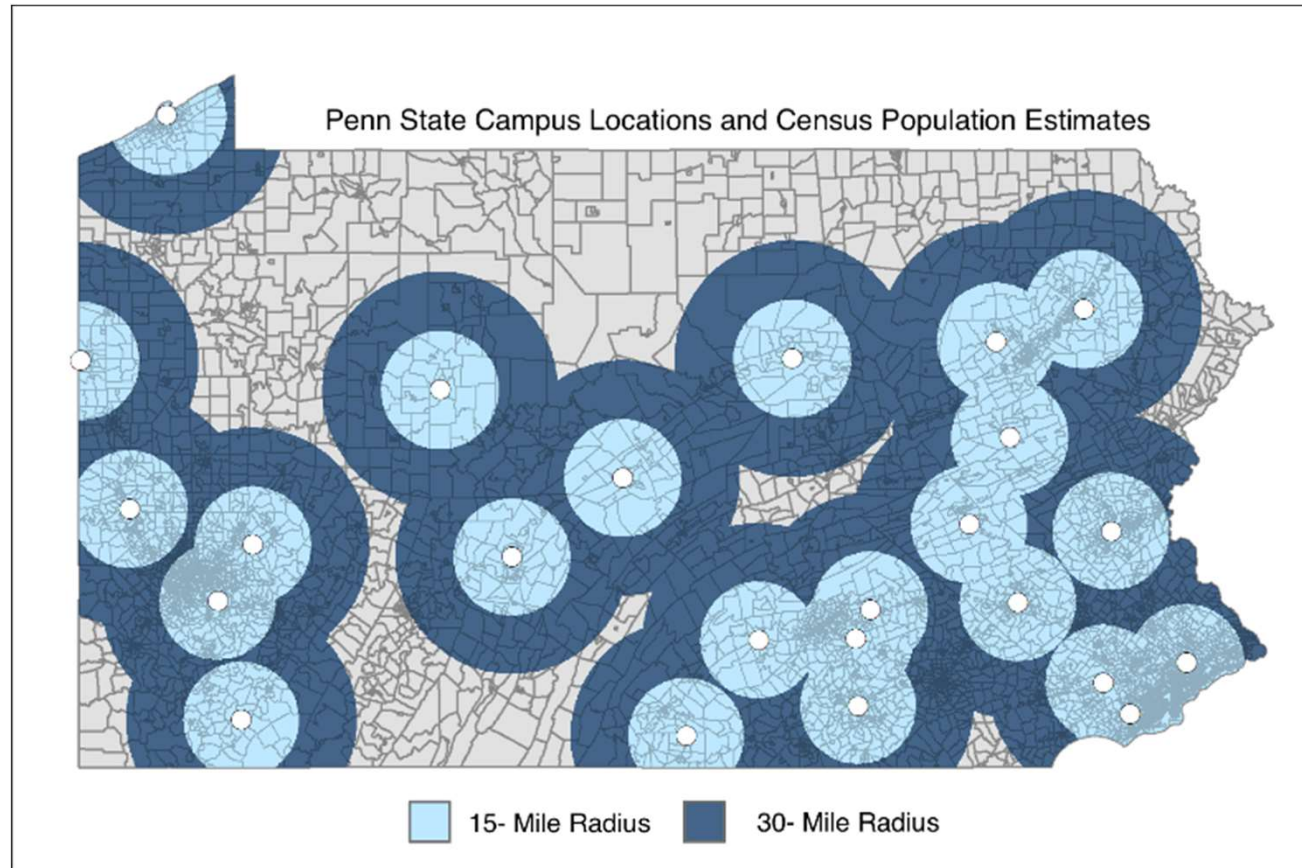 Penn State Campus Locations and Census Population Estimates
15- Mile Radius
30- Mile Radius